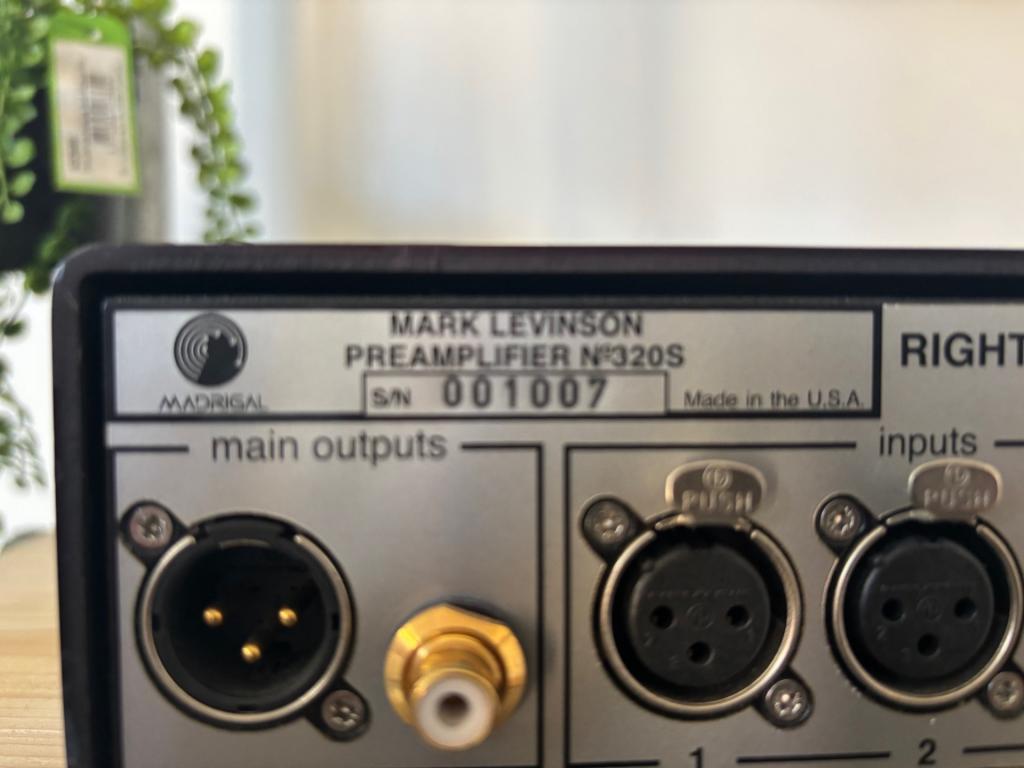 MARK LEVINSON
PREAMPLIFIER Nº320S
S/N 001007
Made in the U.S.A.
MADRIGAL
RIGHT
main outputs
inputs
PUSH
PUSH
1
2